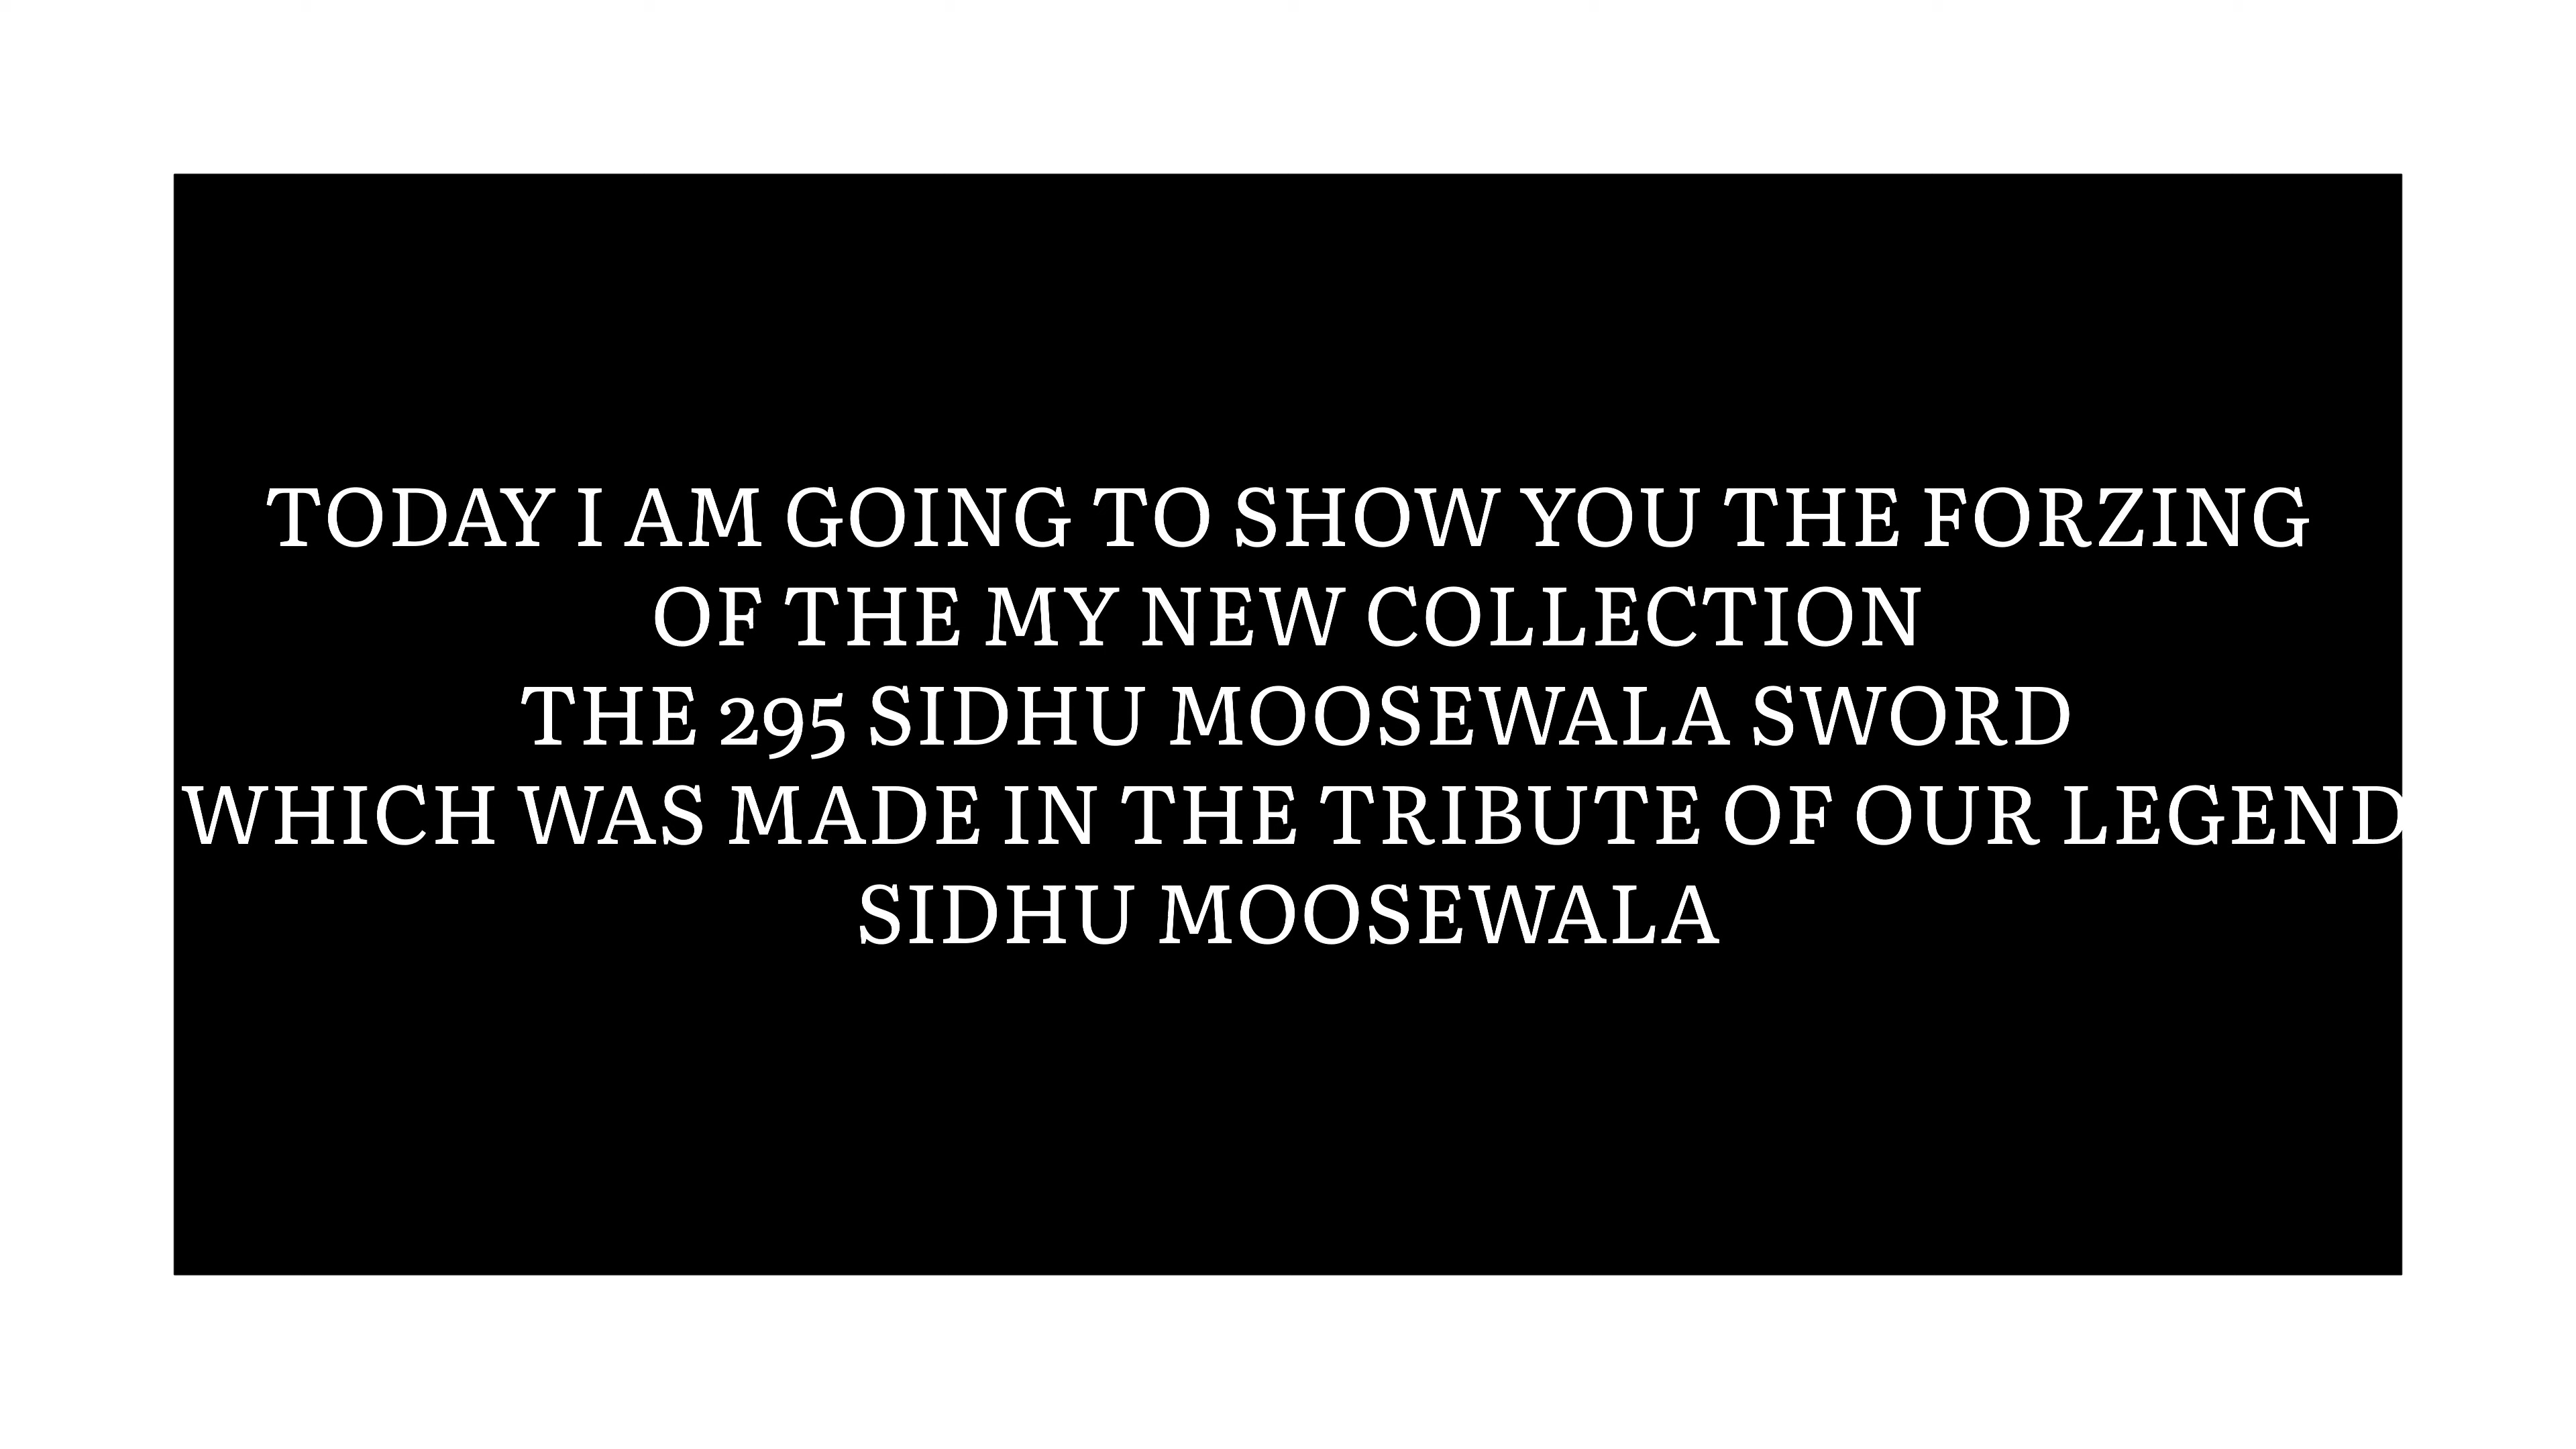 TODAY I AM GOING TO SHOW YOU THE FORZING
OF THE MY NEW COLLECTION
THE 295 SIDHU MOOSEWALA SWORD
WHICH WAS MADE IN THE TRIBUTE OF OUR LEGEND
SIDHU MOOSEWALA